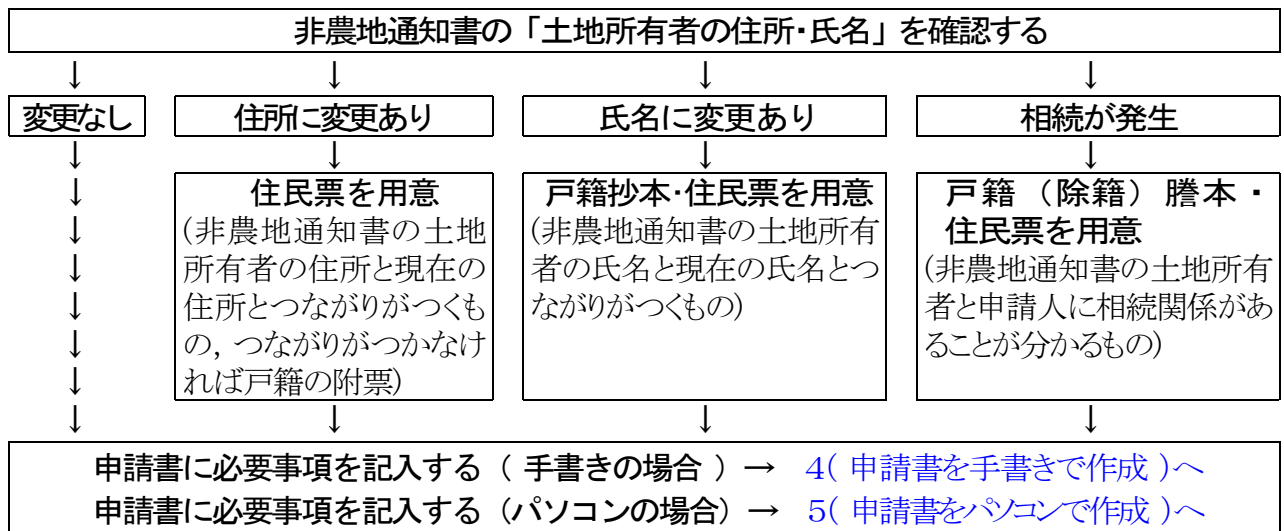 非農地通知書の「土地所有者の住所・氏名」を確認する
↓ ↓ ↓ ↓
変更なし 住所に変更あり 氏名に変更あり 相続が発生
↓ ↓ ↓ ↓
↓
↓
↓
↓
↓
↓
住民票を用意
(非農地通知書の土地
所有者の住所と現在の
住所とつながりがつくも
の，つながりがつかなけ
れば戸籍の附票)
戸籍抄本・住民票を用意
(非農地通知書の土地所有
者の氏名と現在の氏名とつ
ながりがつくもの)
戸籍（除籍）謄本・
住民票を用意
(非農地通知書の土地所有
者と申請人に相続関係があ
ることが分かるもの)
↓ ↓ ↓ ↓
申請書に必要事項を記入する（ 手書きの場合 ）→ 4( 申請書を手書きで作成 )へ
申請書に必要事項を記入する（パソコンの場合）→ 5( 申請書をパソコンで作成 )へ